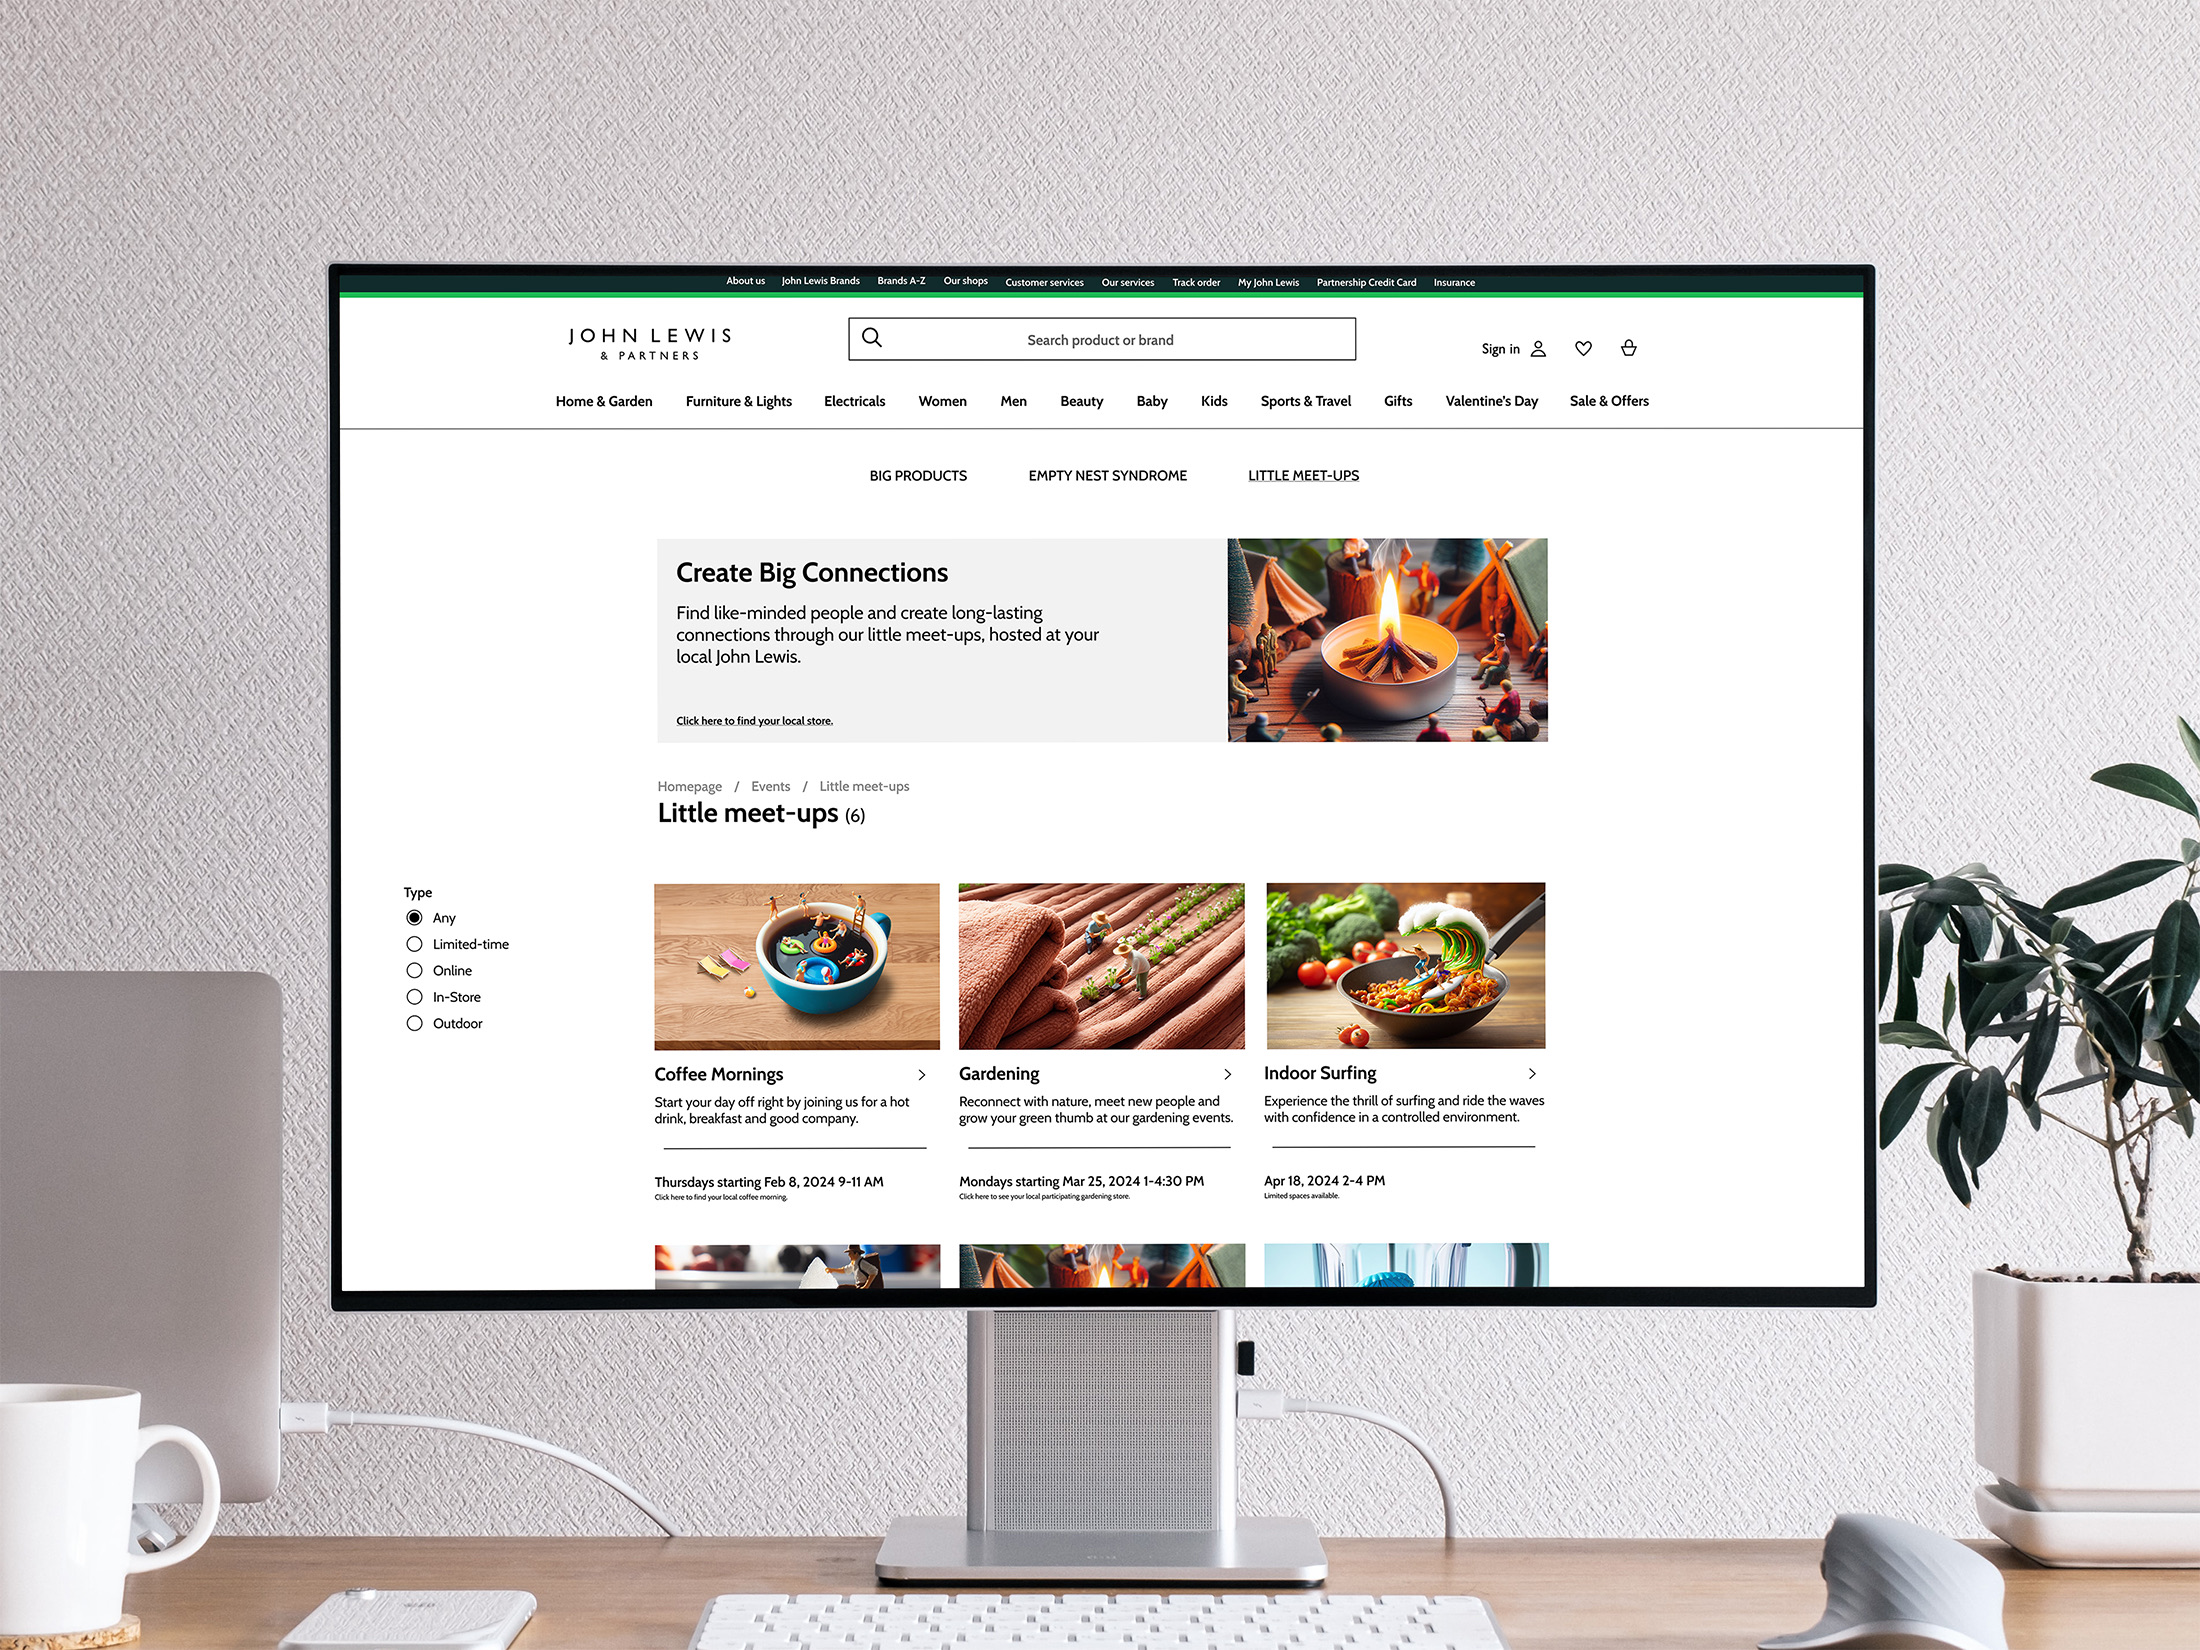 About us John Lewis Brands Brands A-Z Our shops Customer services Our services Track order My John Lewis Partnership Credit Card Insurance
JOHN LEWIS
& PARTNERS
Search product or brand
Sign in
Home & Garden Furniture & Lights Electricals Women Men Beauty Baby Kids Sports & Travel Gifts Valentine's Day Sale & Offers
BIG PRODUCTS EMPTY NEST SYNDROME LITTLE MEET-UPS
Create Big Connections
Find like-minded people and create long-lasting
connections through our little meet-ups, hosted at your
local John Lewis.
Click here to find your local store.
Homepage / Events / Little meet-ups
Little meet-ups (6)
Type
Any
Limited-time
Online
In-Store
Outdoor
Coffee Mornings
Start your day off right by joining us for a hot
drink, breakfast and good company.
Thursdays starting Feb 8, 2024 9-11 AM
Click here to find your local coffee morning.
Gardening
Reconnect with nature, meet new people and
grow your green thumb at our gardening events.
Mondays starting Mar 25, 2024 1-4:30 PM
Click here to see your local participating gardening store.
Indoor Surfing
Experience the thrill of surfing and ride the waves
with confidence in a controlled environment.
Apr 18, 2024 2-4 PM
Limited spaces available.